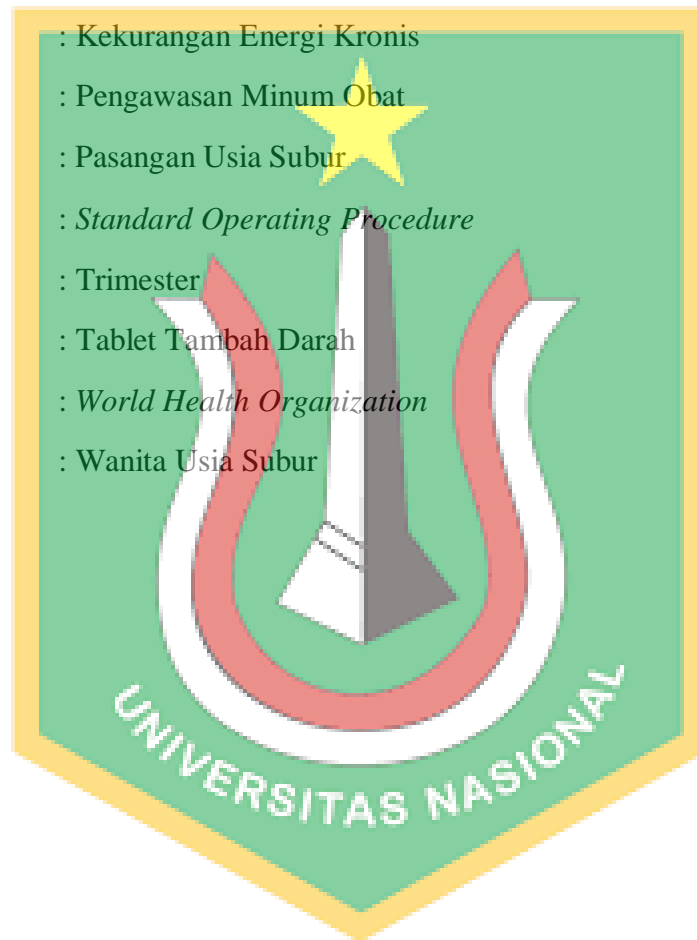 : Kekurangan Energi Kronis
: Pengawasan Minum Obat
: Pasangan Usia Subur
: Standard Operating Procedure
: Trimester
: Tablet Tambah Darah
: World Health Organization
: Wanita Usia Subur
UNIVERSITAS NASIONAL